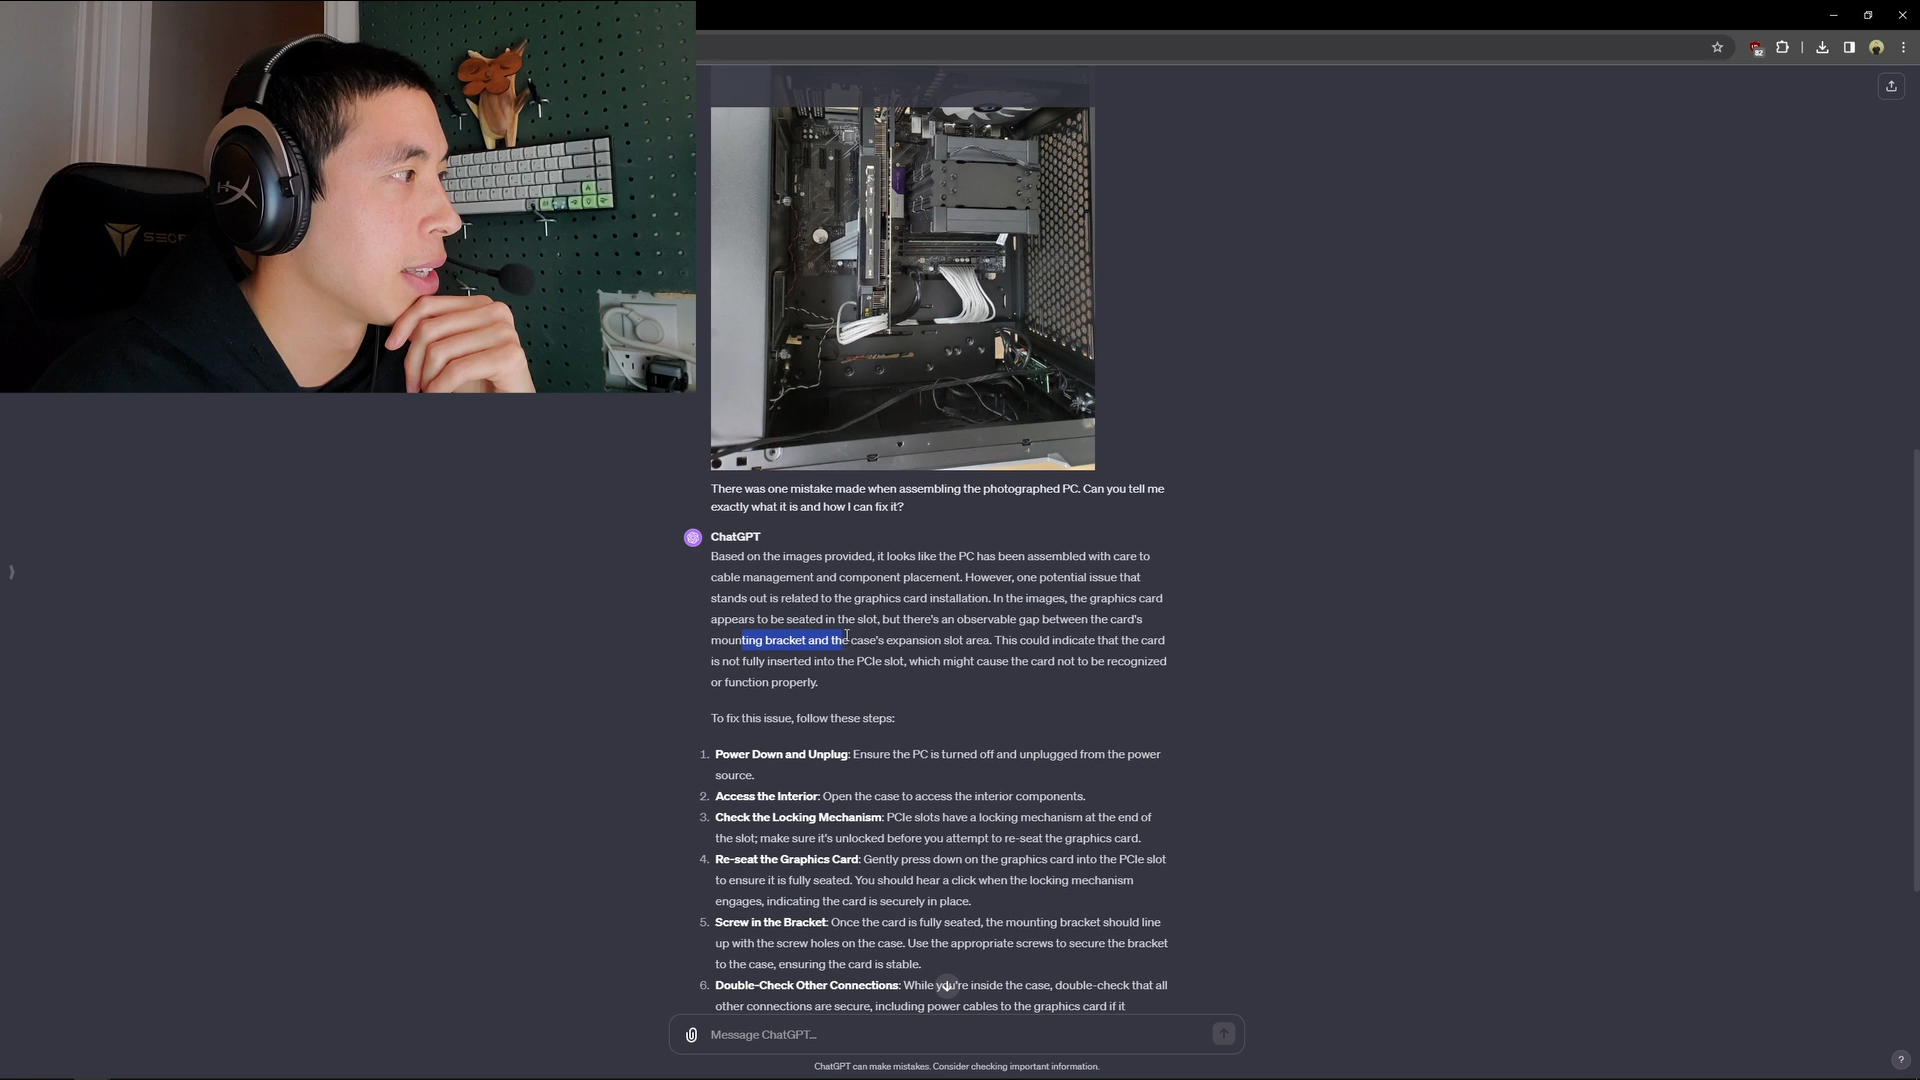 SECRE
82
There was one mistake made when assembling the photographed PC. Can you tell me
exactly what it is and how I can fix it?
ChatGPT
Based on the images provided, it looks like the PC has been assembled with care to
cable management and component placement. However, one potential issue that
stands out is related to the graphics card installation. In the images, the graphics card
appears to be seated in the slot, but there's an observable gap between the card's
mounting bracket and the case's expansion slot area. This could indicate that the card
is not fully inserted into the PCIe slot, which might cause the card not to be recognized
or function properly.
To fix this issue, follow these steps:
1. Power Down and Unplug: Ensure the PC is turned off and unplugged from the power
source.
2. Access the Interior: Open the case to access the interior components.
3. Check the Locking Mechanism: PCIe slots have a locking mechanism at the end of
the slot; make sure it's unlocked before you attempt to re-seat the graphics card.
4. Re-seat the Graphics Card: Gently press down on the graphics card into the PCIe slot
to ensure it is fully seated. You should hear a click when the locking mechanism
engages, indicating the card is securely in place.
5. Screw in the Bracket: Once the card is fully seated, the mounting bracket should line
up with the screw holes on the case. Use the appropriate screws to secure the bracket
to the case, ensuring the card is stable.
6. Double-Check Other Connections: While you're inside the case, double-check that all
other connections are secure, including power cables to the graphics card if it
Message ChatGPT...
ChatGPT can make mistakes. Consider checking important information.
?